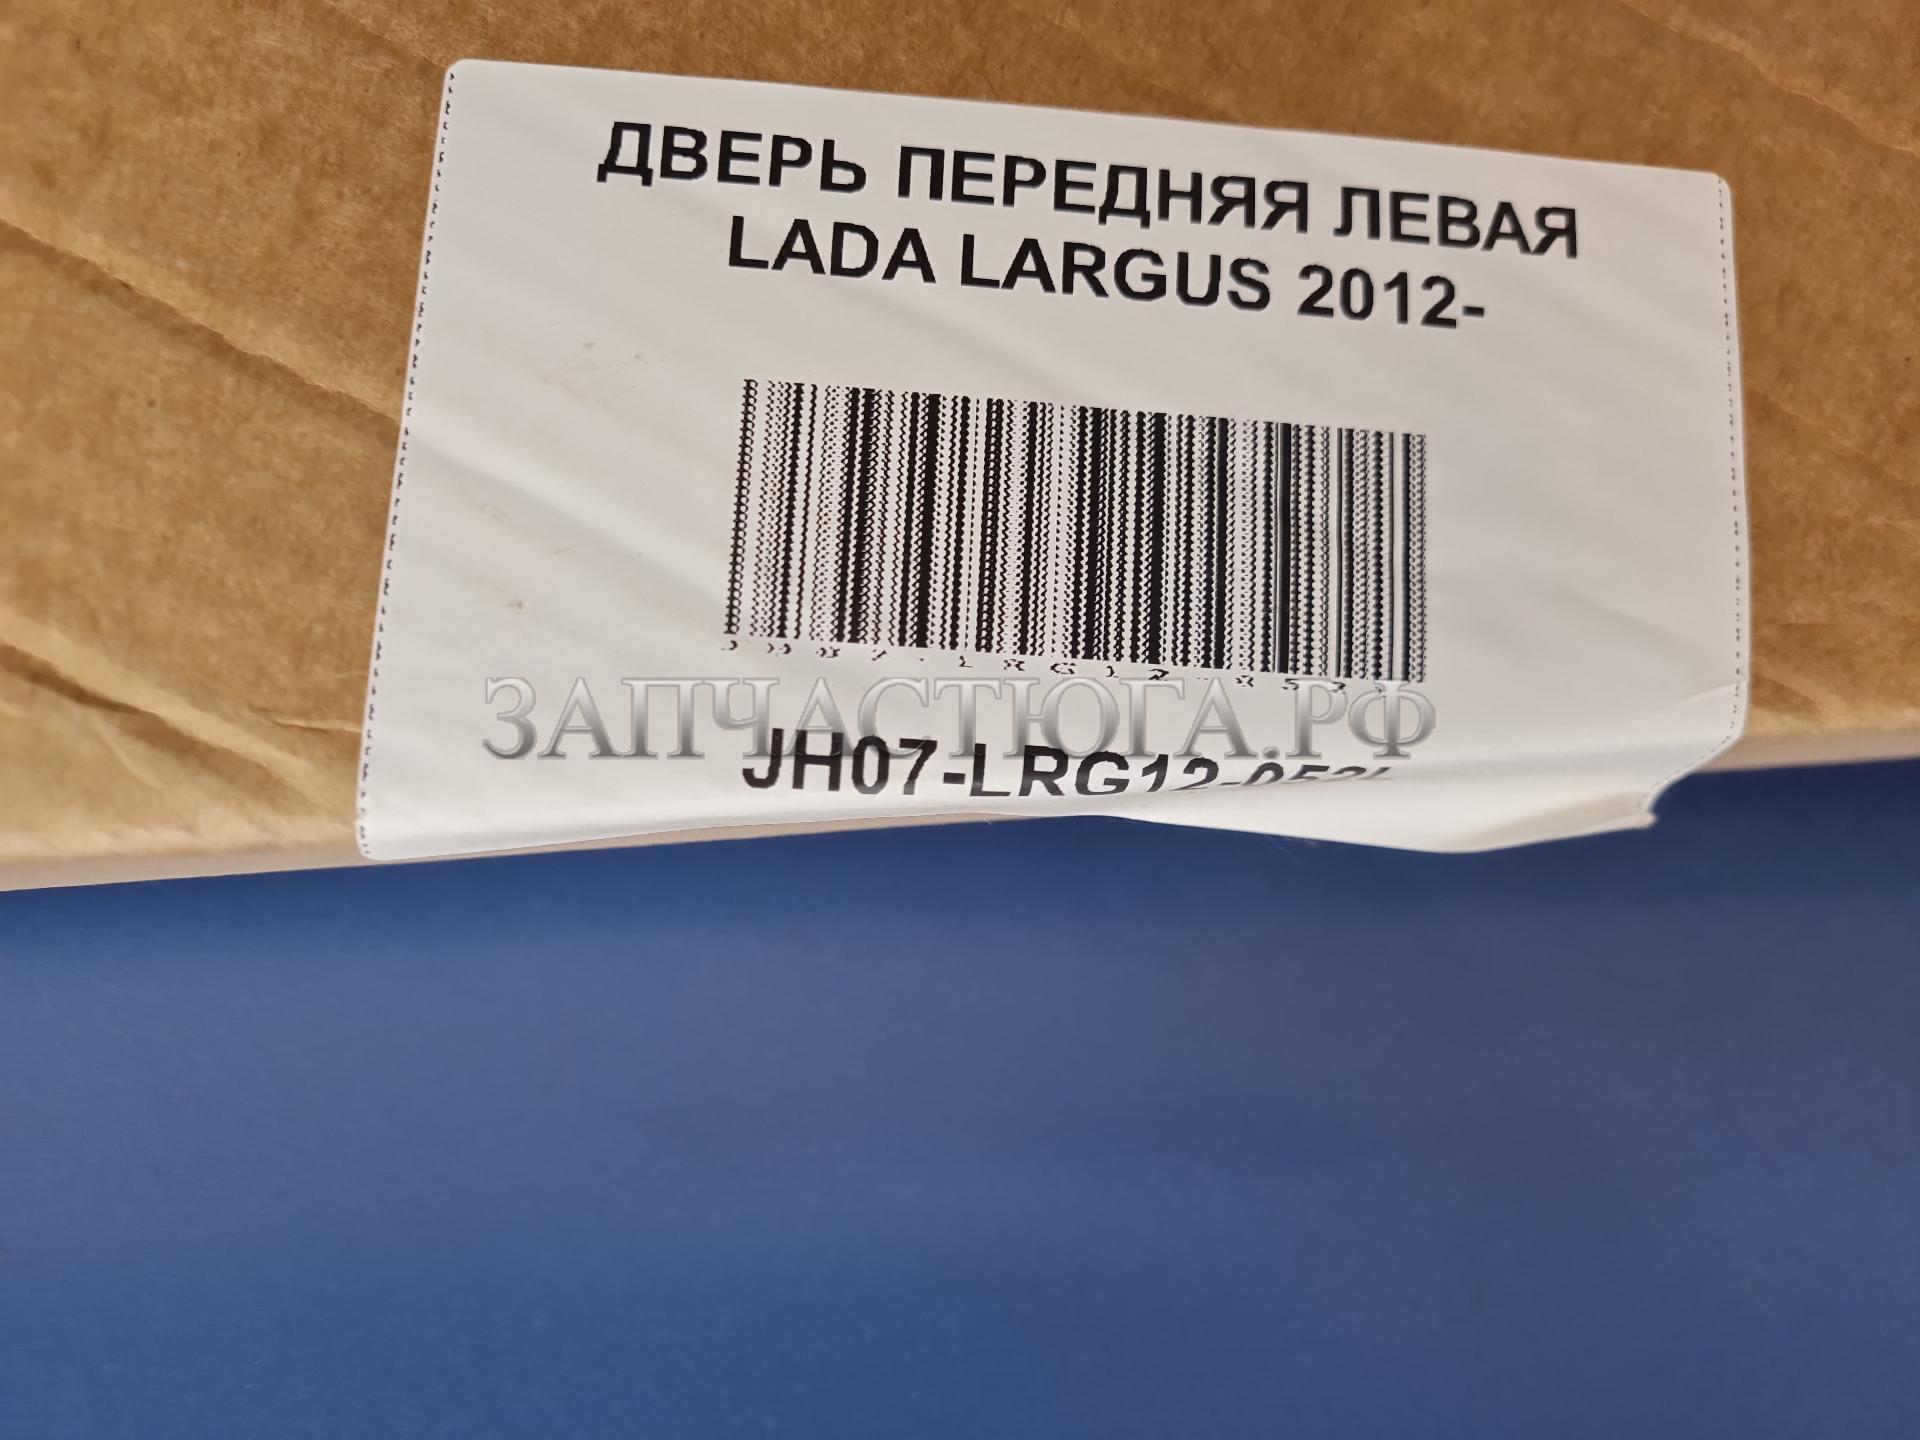 ДВЕРЬ ПЕРЕДНЯЯ ЛЕВАЯ
LADA LARGUS 2012-
ЗАПЧАСТЮГА.РФ